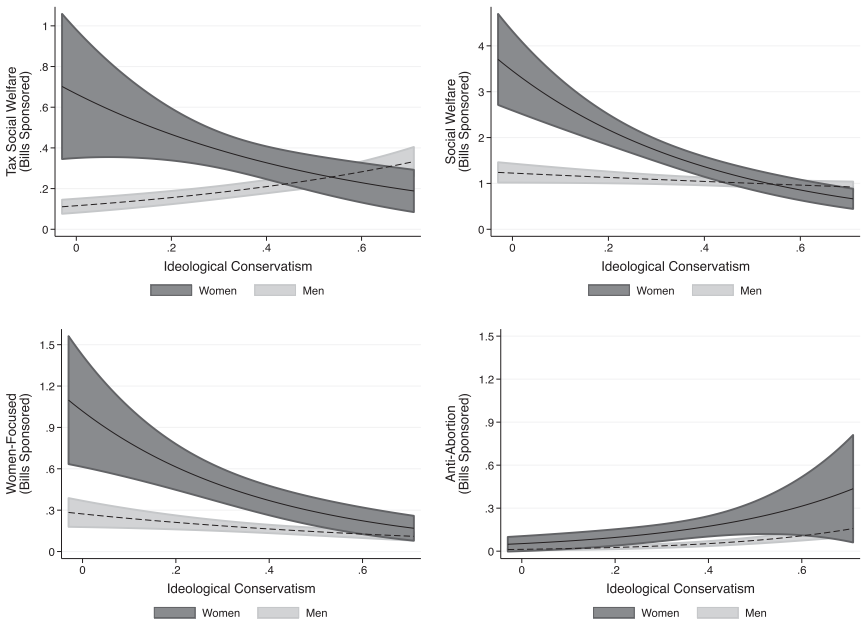 Tax Social Welfare
(Bills Sponsored)
1
.8
.6
.4
.2
0
0
.2
.4
.6
Ideological Conservatism
Women
Men
Social Welfare
(Bills Sponsored)
4
3
2
1
0
0
.2
.4
.6
Ideological Conservatism
Women
Men
Women-Focused
(Bills Sponsored)
1.5
1.2
.9
.6
.3
0
0
.2
.4
.6
Ideological Conservatism
Women
Men
Anti-Abortion
(Bills Sponsored)
1.5
1.2
.9
.6
.3
0
0
.2
.4
.6
Ideological Conservatism
Women
Men